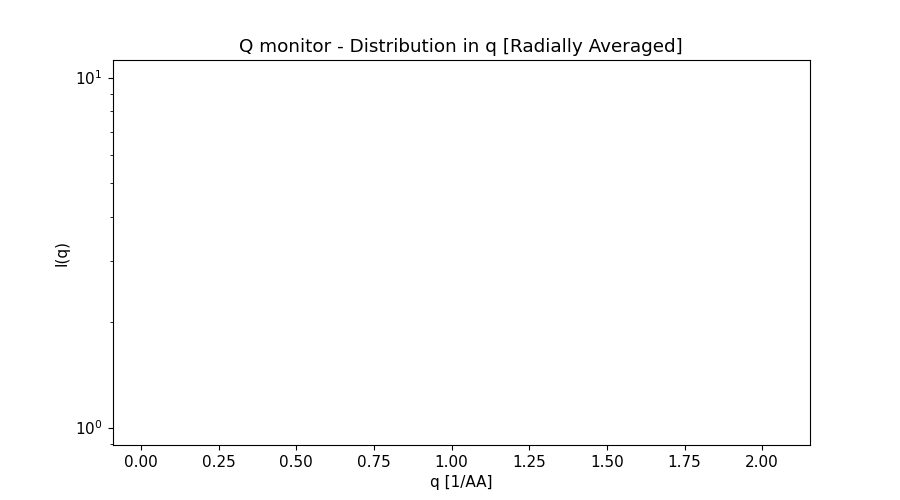 Q monitor - Distribution in q [Radially Averaged]
10¹
I(q)
10⁰
0.00 0.25 0.50 0.75 1.00 1.25 1.50 1.75 2.00
q [1/AA]